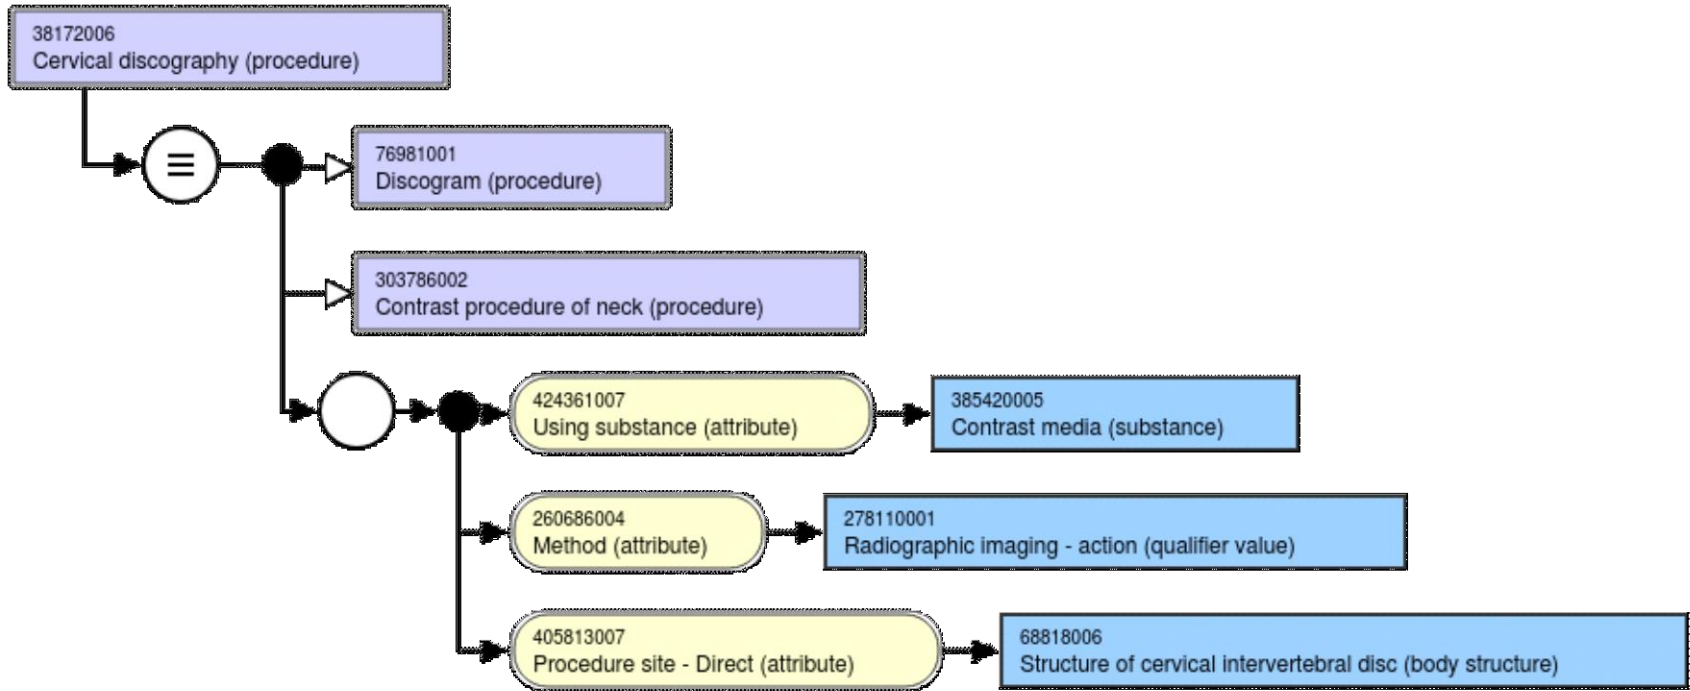 38172006
Cervical discography (procedure)
≡
76981001
Discogram (procedure)
303786002
Contrast procedure of neck (procedure)
424361007
Using substance (attribute)
385420005
Contrast media (substance)
260686004
Method (attribute)
278110001
Radiographic imaging - action (qualifier value)
405813007
Procedure site - Direct (attribute)
68818006
Structure of cervical intervertebral disc (body structure)